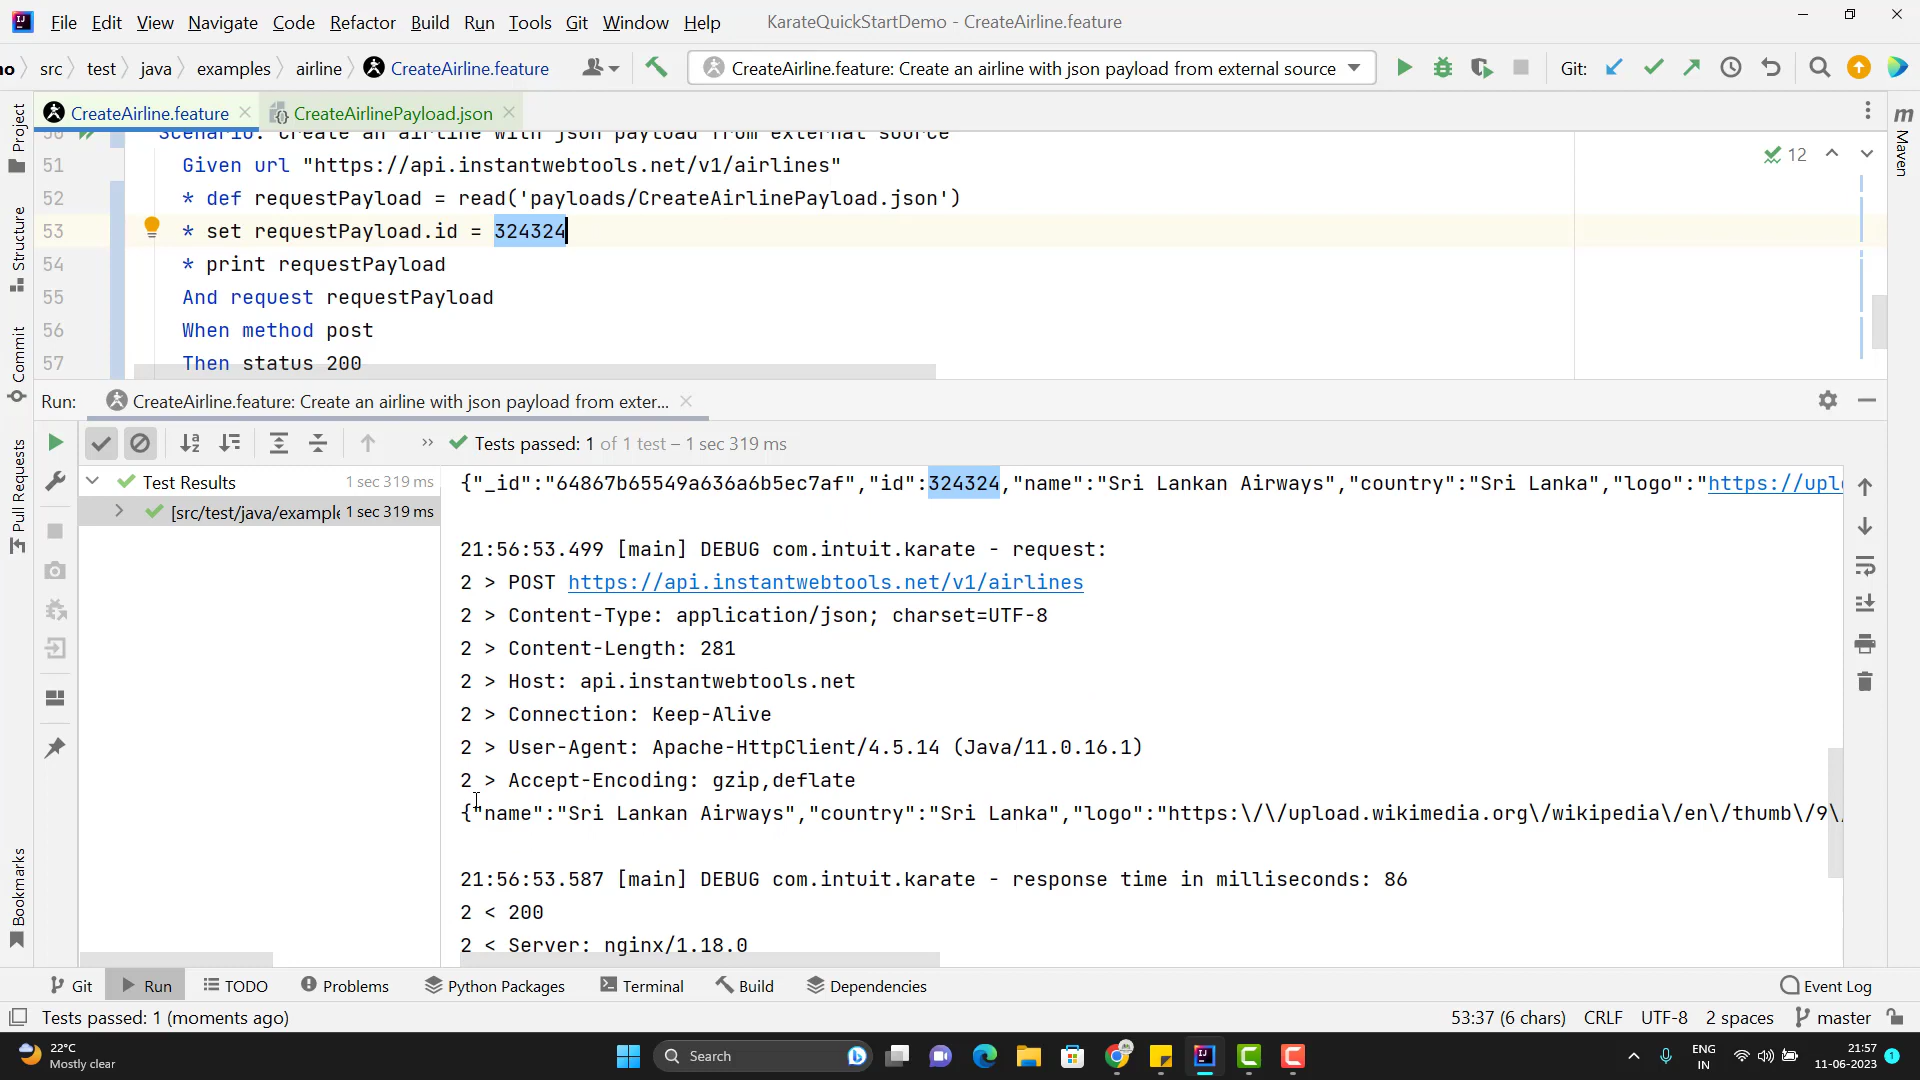 File Edit View Navigate Code Refactor Build Run Tools Git Window Help KarateQuickStartDemo - CreateAirline.feature
src test java examples airline CreateAirline.feature CreateAirline.feature: Create an airline with json payload from external source Git:
CreateAirline.feature CreateAirlinePayload.json
Scenario: Create an airline with json payload from external source
51 Given url "https://api.instantwebtools.net/v1/airlines" 12
52 * def requestPayload = read('payloads/CreateAirlinePayload.json')
53 * set requestPayload.id = 324324
54 * print requestPayload
55 And request requestPayload
56 When method post
57 Then status 200
Run: CreateAirline.feature: Create an airline with json payload from exter...
Tests passed: 1 of 1 test – 1 sec 319 ms
Test Results 1 sec 319 ms
[src/test/java/example 1 sec 319 ms
{"_id":"64867b65549a636a6b5ec7af","id":324324,"name":"Sri Lankan Airways","country":"Sri Lanka","logo":"https://upl
21:56:53.499 [main] DEBUG com.intuit.karate - request:
2 > POST https://api.instantwebtools.net/v1/airlines
2 > Content-Type: application/json; charset=UTF-8
2 > Content-Length: 281
2 > Host: api.instantwebtools.net
2 > Connection: Keep-Alive
2 > User-Agent: Apache-HttpClient/4.5.14 (Java/11.0.16.1)
2 > Accept-Encoding: gzip,deflate
{"name":"Sri Lankan Airways","country":"Sri Lanka","logo":"https:\/\/upload.wikimedia.org\/wikipedia\/en\/thumb\/9\
21:56:53.587 [main] DEBUG com.intuit.karate - response time in milliseconds: 86
2 < 200
2 < Server: nginx/1.18.0
Project
Structure
Commit
Pull Requests
Bookmarks
m
Maven
Git Run TODO Problems Python Packages Terminal Build Dependencies Event Log
Tests passed: 1 (moments ago) 53:37 (6 chars) CRLF UTF-8 2 spaces master
22°C
Mostly clear
Search
ENG
IN
21:57
11-06-2023
1